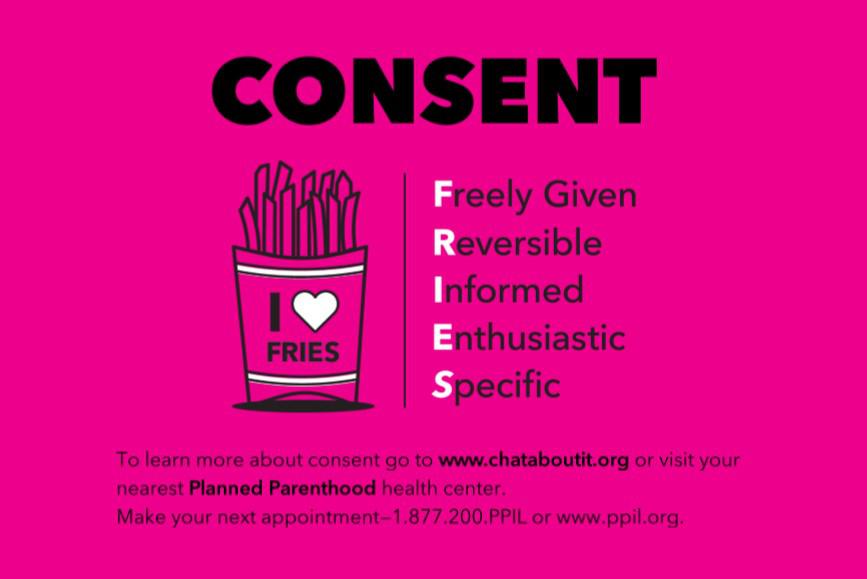 CONSENT
I
FRIES
Freely Given
Reversible
Informed
Enthusiastic
Specific
To learn more about consent go to www.chataboutit.org or visit your
nearest Planned Parenthood health center.
Make your next appointment–1.877.200.PPIL or www.ppil.org.